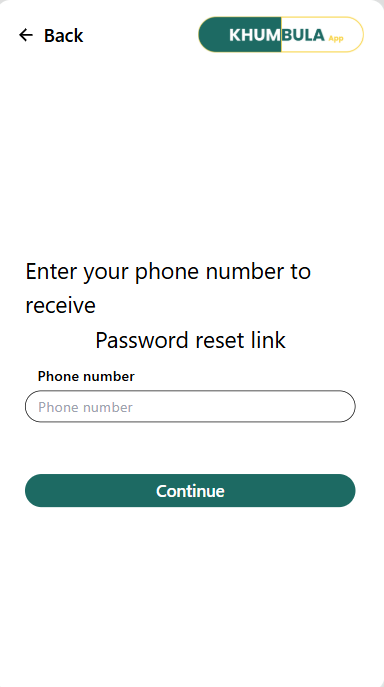 Back
KHUMBULA App
Enter your phone number to
receive
Password reset link
Phone number
Phone number
Continue